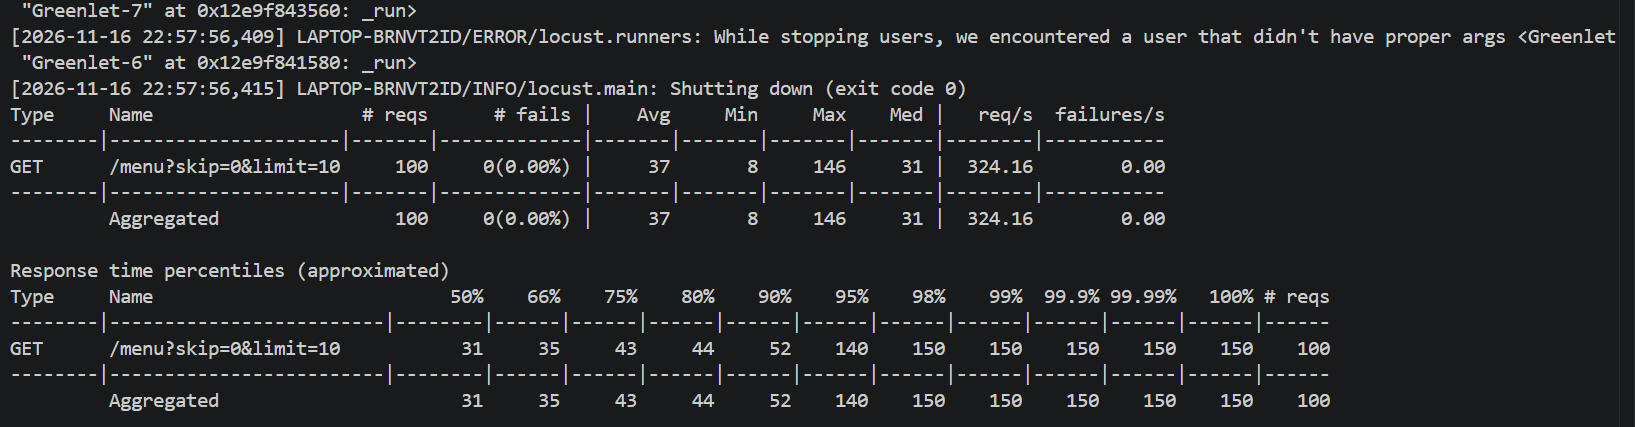 "Greenlet-7" at 0x12e9f843560: _run>
[2026-11-16 22:57:56,409] LAPTOP-BRNVT2ID/ERROR/locust.runners: While stopping users, we encountered a user that didn't have proper args <Greenlet
"Greenlet-6" at 0x12e9f841580: _run>
[2026-11-16 22:57:56,415] LAPTOP-BRNVT2ID/INFO/locust.main: Shutting down (exit code 0)
Type     Name                  # reqs      # fails |    Avg     Min     Max    Med |   req/s  failures/s
--------|----------------------|-------|-------------|-------|-------|-------|-------|--------|-----------
GET      /menu?skip=0&limit=10     100     0(0.00%) |     37       8     146     31 |  324.16        0.00
--------|----------------------|-------|-------------|-------|-------|-------|-------|--------|-----------
         Aggregated                100     0(0.00%) |     37       8     146     31 |  324.16        0.00
Response time percentiles (approximated)
Type     Name                          50%    66%    75%    80%    90%    95%    98%    99%  99.9% 99.99%   100% # reqs
--------|-------------------------|--------|------|------|------|------|------|------|------|------|------|------|------
GET      /menu?skip=0&limit=10          31     35     43     44     52    140    150    150    150    150    150    100
--------|-------------------------|--------|------|------|------|------|------|------|------|------|------|------|------
         Aggregated                     31     35     43     44     52    140    150    150    150    150    150    100